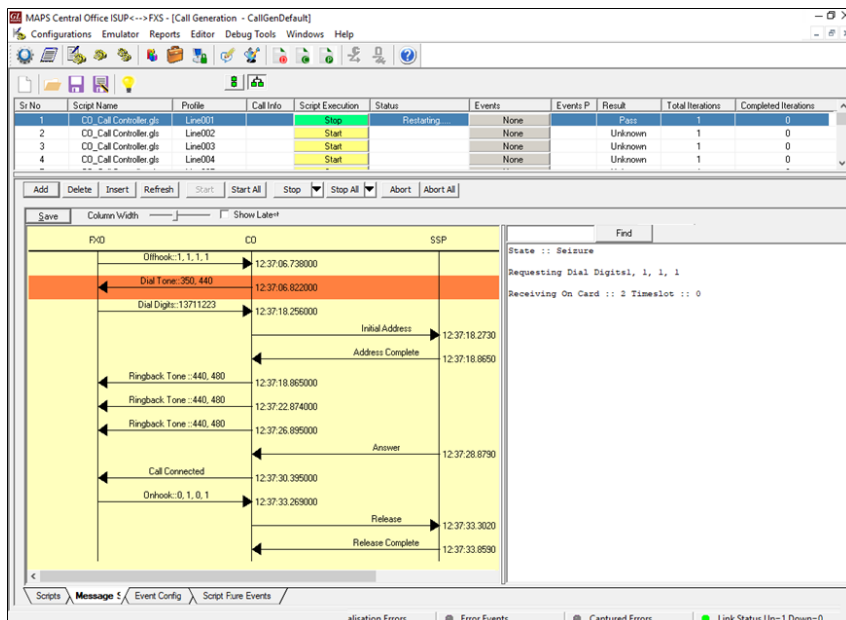 MAPS Central Office ISUP<-->FXS - [Call Generation - CallGenDefault]
Configurations Emulator Reports Editor Debug Tools Windows Help
Sr No Script Name Profile Call Info Script Execution Status Events Events P Result Total Iterations Completed Iterations
1 CO_Call Controller.gls Line001 Stop Restarting.... None Pass 1 0
2 CO_Call Controller.gls Line002 Start None Unknown 1 0
3 CO_Call Controller.gls Line003 Start None Unknown 1 0
4 CO_Call Controller.gls Line004 Start None Unknown 1 0
Add Delete Insert Refresh Start Start All Stop Stop All Abort Abort All
Save Column Width Show Latest
Find
FXO CO SSP
State :: Seizure
Offhook::1, 1, 1, 1 12:37:06.738000
Requesting Dial Digits1, 1, 1, 1
Dial Tone::350, 440 12:37:06.822000
Receiving On Card :: 2 Timeslot :: 0
Dial Digits::13711223 12:37:18.256000
Initial Address 12:37:18.2730
Address Complete 12:37:18.8650
Ringback Tone ::440, 480 12:37:18.865000
Ringback Tone ::440, 480 12:37:22.874000
Ringback Tone ::440, 480 12:37:26.895000
Answer 12:37:28.8790
Call Connected 12:37:30.395000
Onhook::0, 1, 0, 1 12:37:33.269000
Release 12:37:33.3020
Release Complete 12:37:33.8590
Scripts Message S Event Config Script Flure Events
alisation Errors Error Events Captured Errors Link Status Up=1 Down=0